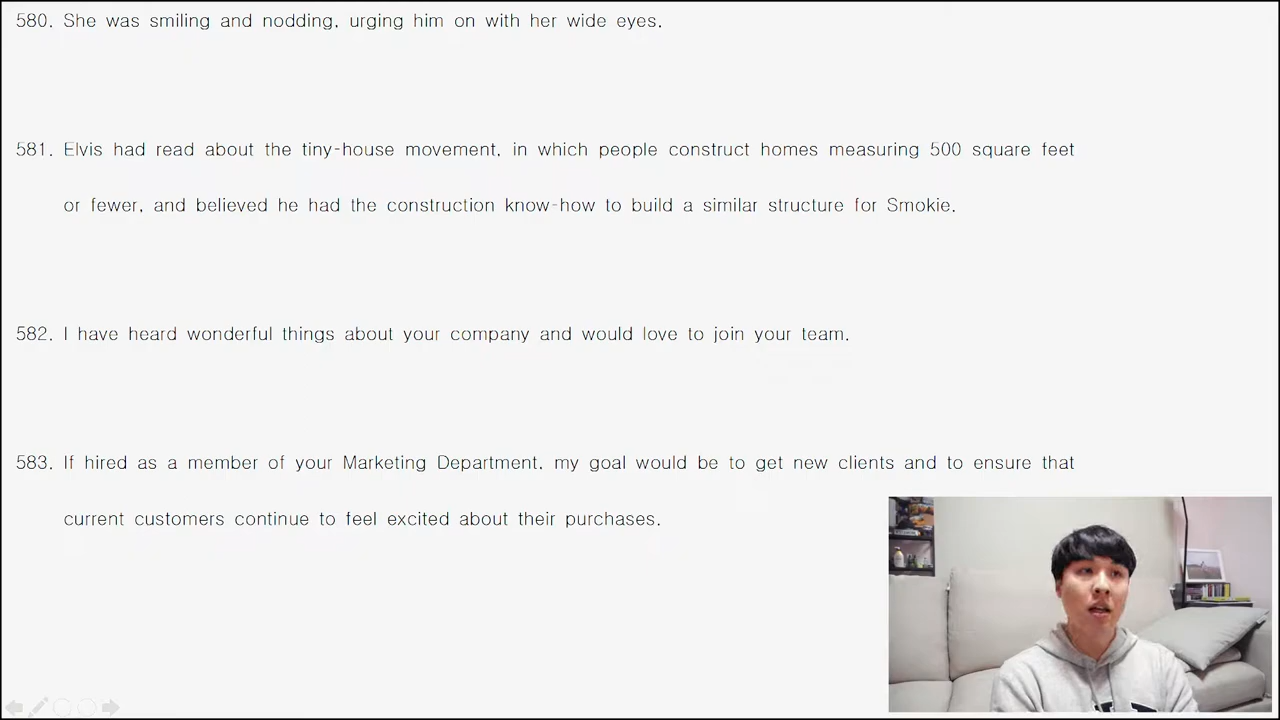 580. She was smiling and nodding, urging him on with her wide eyes.
581. Elvis had read about the tiny-house movement, in which people construct homes measuring 500 square feet
or fewer, and believed he had the construction know-how to build a similar structure for Smokie.
582. I have heard wonderful things about your company and would love to join your team.
583. If hired as a member of your Marketing Department, my goal would be to get new clients and to ensure that
current customers continue to feel excited about their purchases.